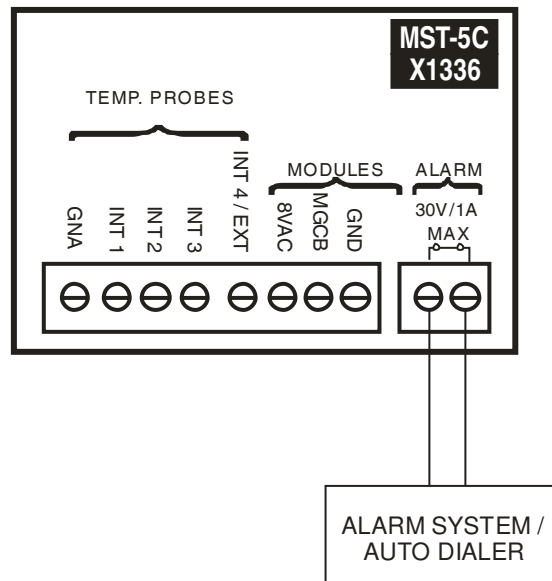 MST-5C
X1336
TEMP. PROBES
GNA
INT 1
INT 2
INT 3
INT 4 / EXT
MODULES
8VAC
MGCB
GND
ALARM
30V/1A
MAX
ALARM SYSTEM /
AUTO DIALER